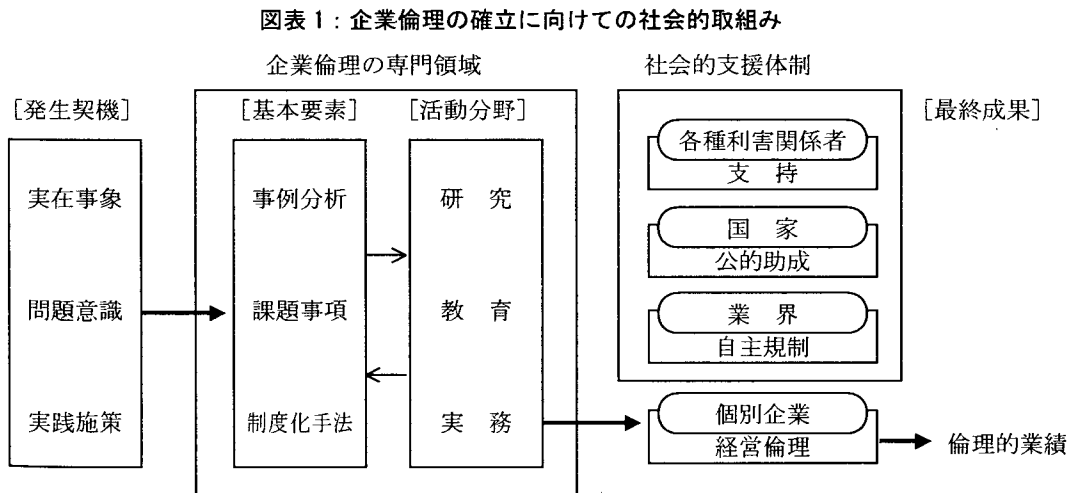 図表1:企業倫理の確立に向けての社会的取組み
企業倫理の専門領域
社会的支援体制
[発生契機]
[基本要素]
[活動分野]
[最終成果]
実在事象
問題意識
実践施策
事例分析
課題事項
制度化手法
研 究
教 育
実 務
各種利害関係者
支 持
国 家
公的助成
業 界
自主規制
個別企業
経営倫理
倫理的業績